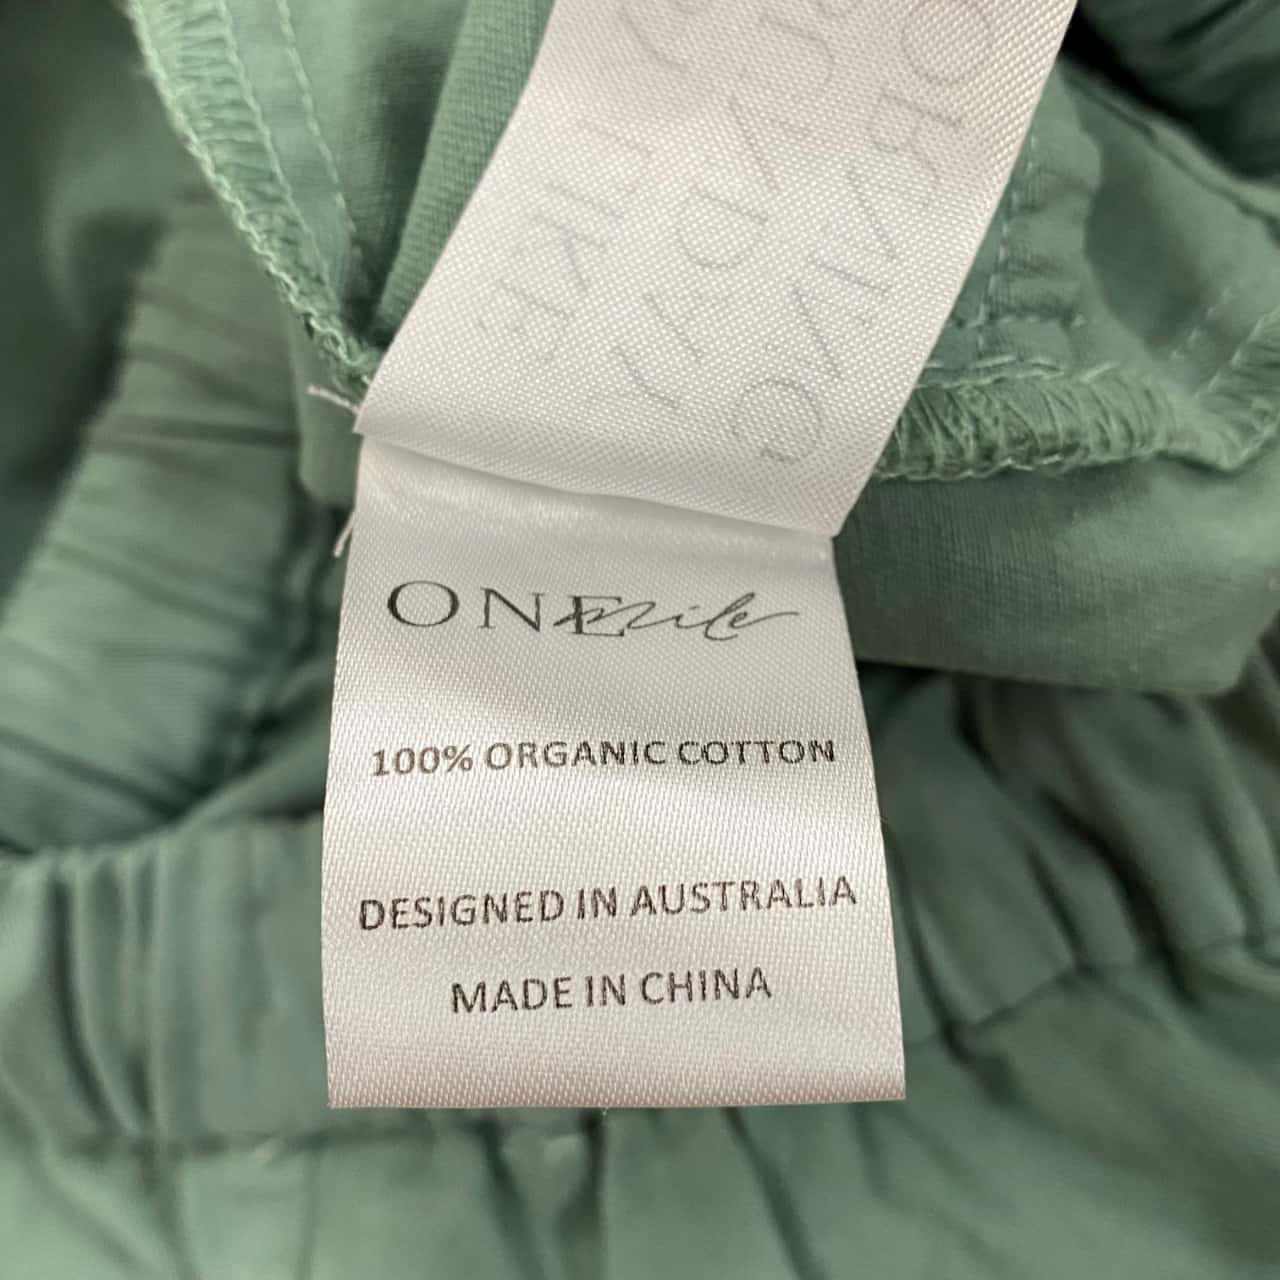 ONE mile
100% ORGANIC COTTON
DESIGNED IN AUSTRALIA
MADE IN CHINA